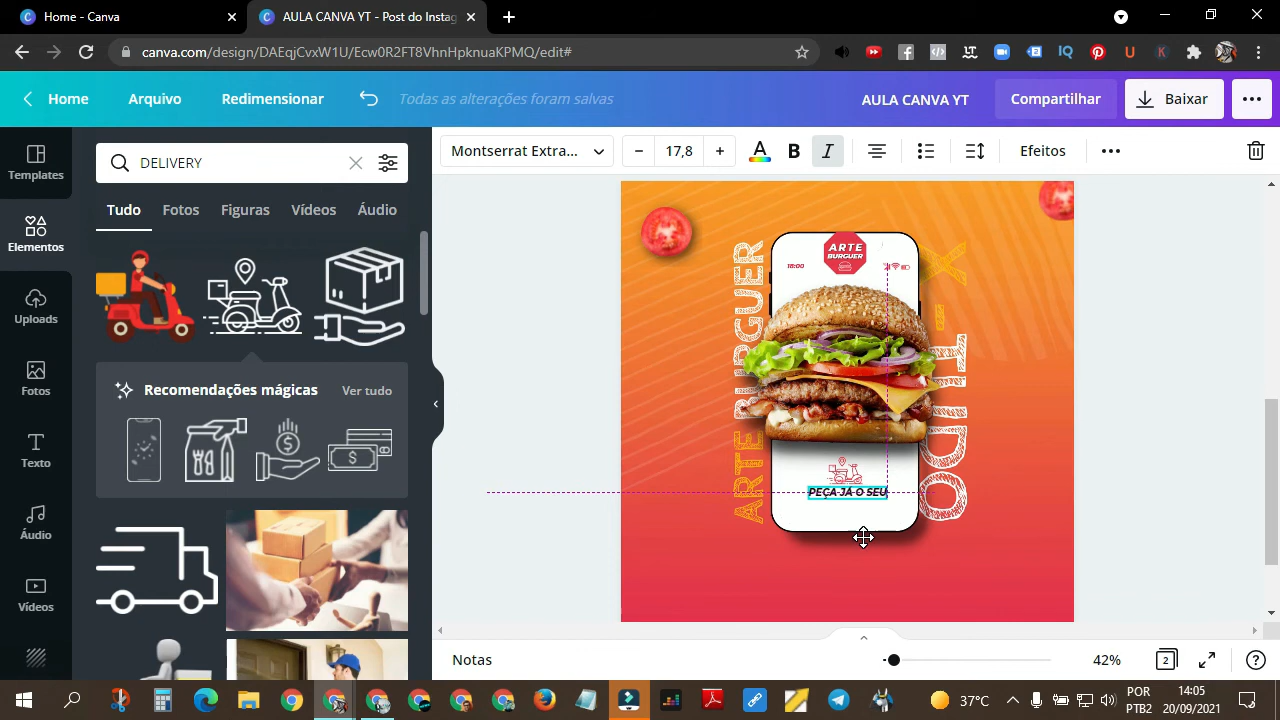 Home - Canva
AULA CANVA YT - Post do Instag
canva.com/design/DAEqjCvxW1U/Ecw0R2FT8VhnHpknuaKPMQ/edit#
Home
Arquivo
Redimensionar
Todas as alterações foram salvas
AULA CANVA YT
Compartilhar
Baixar
Templates
Elementos
Uploads
Fotos
Texto
Áudio
Vídeos
DELIVERY
Tudo
Fotos
Figuras
Vídeos
Áudio
Recomendações mágicas
Ver tudo
Montserrat Extra...
17,8
A
B
I
Efeitos
ARTE BURGUER
ARTE
BURGUER
18:00
PEÇA JÁ O SEU
OCUTIL-X
Notas
42%
2
37°C
POR
PTB2
14:05
20/09/2021